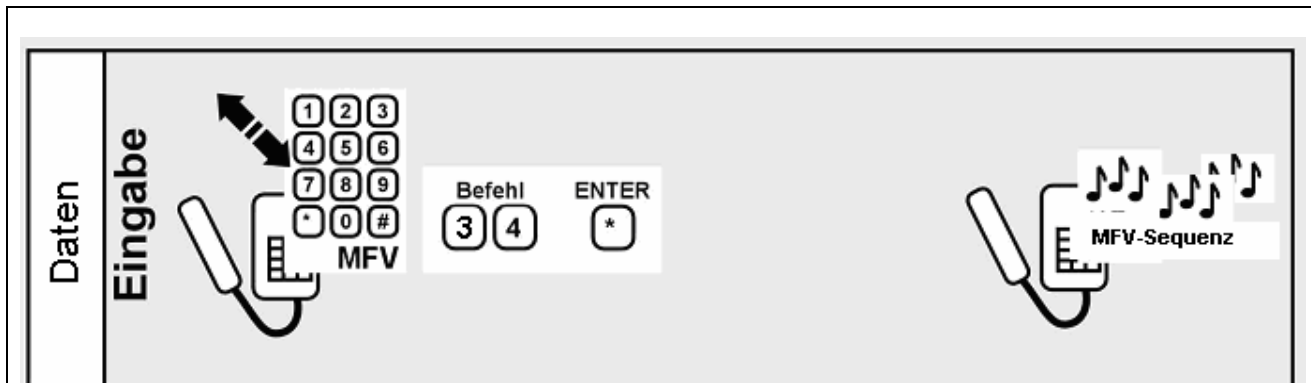 Daten
Eingabe
1 2 3
4 5 6
7 8 9
* 0 #
MFV
Befehl
3 4
ENTER
*
MFV-Sequenz